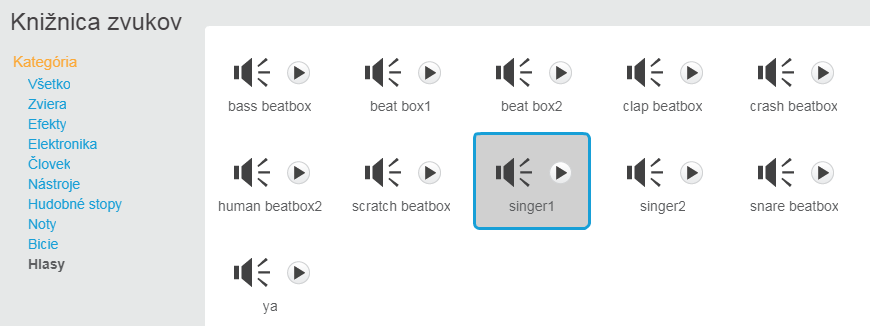 Knižnica zvukov
Kategória
Všetko
Zviera
Efekty
Elektronika
Človek
Nástroje
Hudobné stopy
Noty
Bicie
Hlasy
bass beatbox
beat box1
beat box2
clap beatbox
crash beatbox
human beatbox2
scratch beatbox
singer1
singer2
snare beatbox
ya